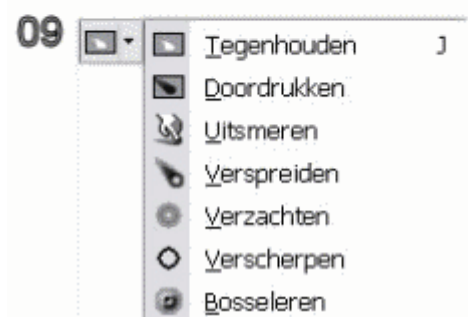 09
Tegenhouden J
Doordrukken
Uitsmeren
Verspreiden
Verzachten
Verscherpen
Bosseleren